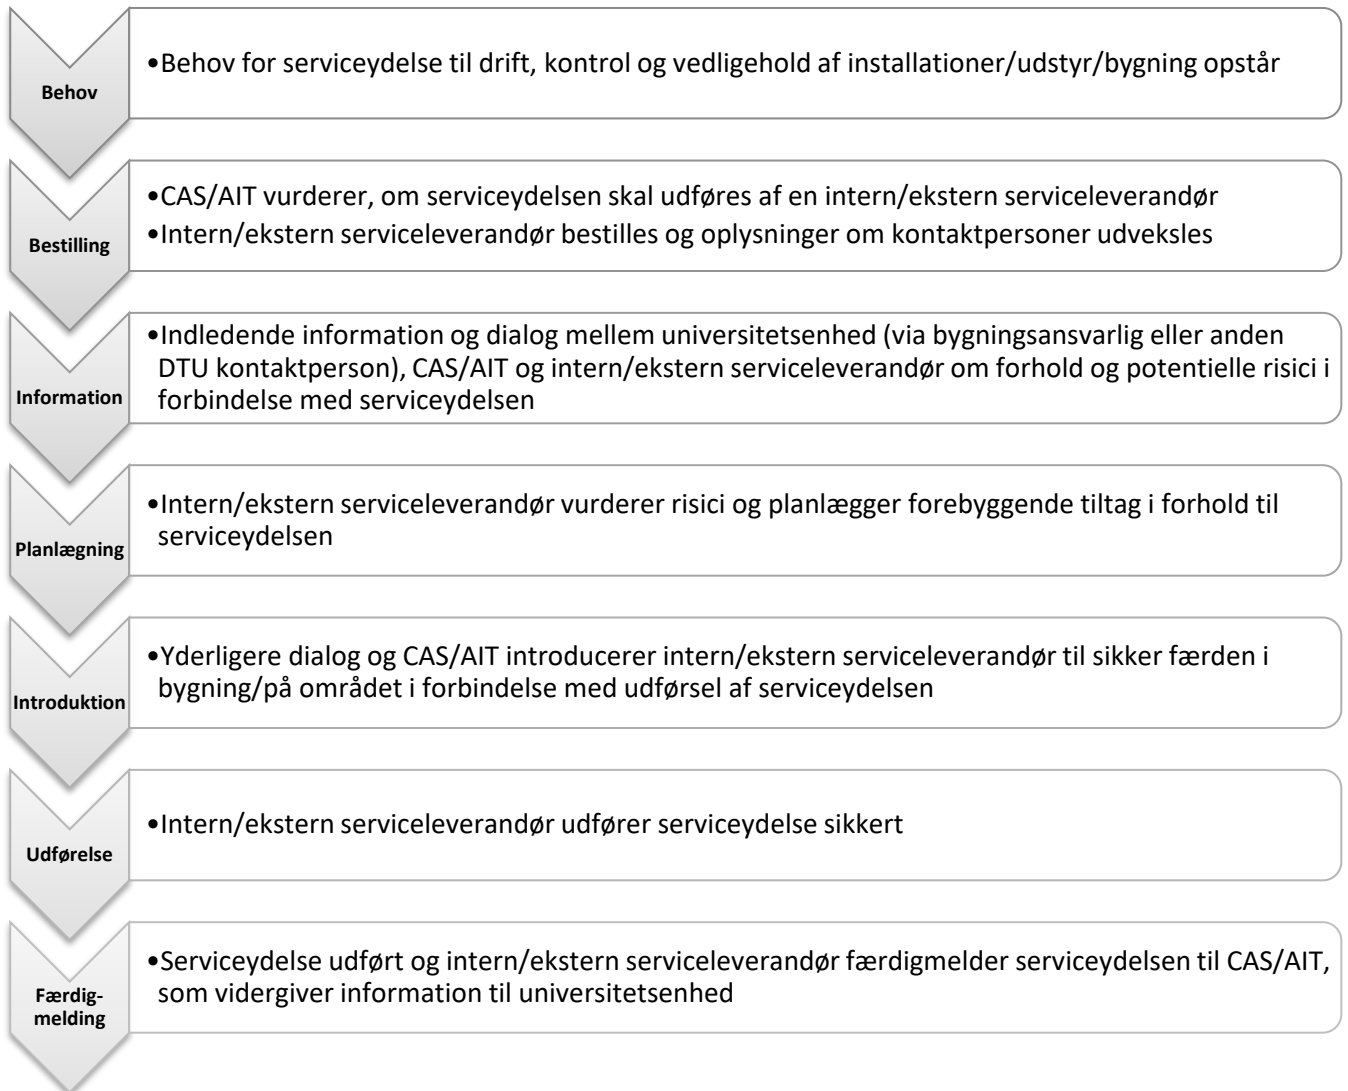 Behov
•Behov for serviceydelse til drift, kontrol og vedligehold af installationer/udstyr/bygning opstår
Bestilling
•CAS/AIT vurderer, om serviceydelsen skal udføres af en intern/ekstern serviceleverandør
•Intern/ekstern serviceleverandør bestilles og oplysninger om kontaktpersoner udveksles
Information
•Indledende information og dialog mellem universitetsenhed (via bygningsansvarlig eller anden
DTU kontaktperson), CAS/AIT og intern/ekstern serviceleverandør om forhold og potentielle risici i
forbindelse med serviceydelsen
Planlægning
•Intern/ekstern serviceleverandør vurderer risici og planlægger forebyggende tiltag i forhold til
serviceydelsen
Introduktion
•Yderligere dialog og CAS/AIT introducerer intern/ekstern serviceleverandør til sikker færden i
bygning/på området i forbindelse med udførsel af serviceydelsen
Udførelse
•Intern/ekstern serviceleverandør udfører serviceydelse sikkert
Færdig-
melding
•Serviceydelse udført og intern/ekstern serviceleverandør færdigmelder serviceydelsen til CAS/AIT,
som vidergiver information til universitetsenhed